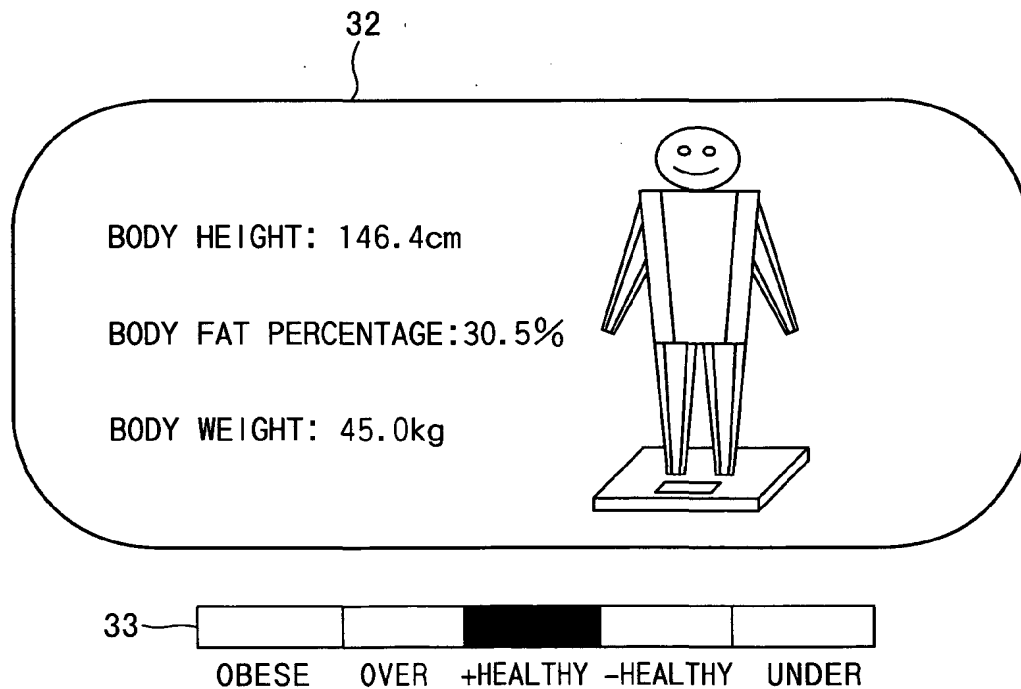 32
BODY HEIGHT: 146.4cm
BODY FAT PERCENTAGE:30.5%
BODY WEIGHT: 45.0kg
33
OBESE OVER +HEALTHY -HEALTHY UNDER